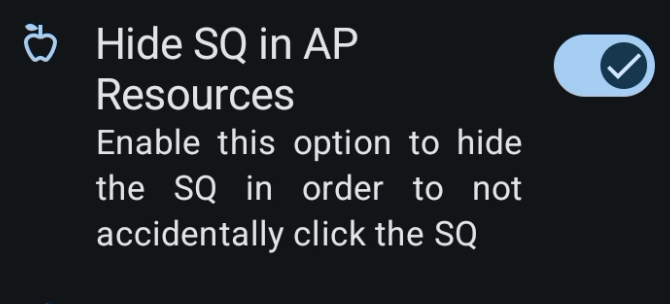 Hide SQ in AP
Resources
Enable this option to hide
the SQ in order to not
accidentally click the SQ